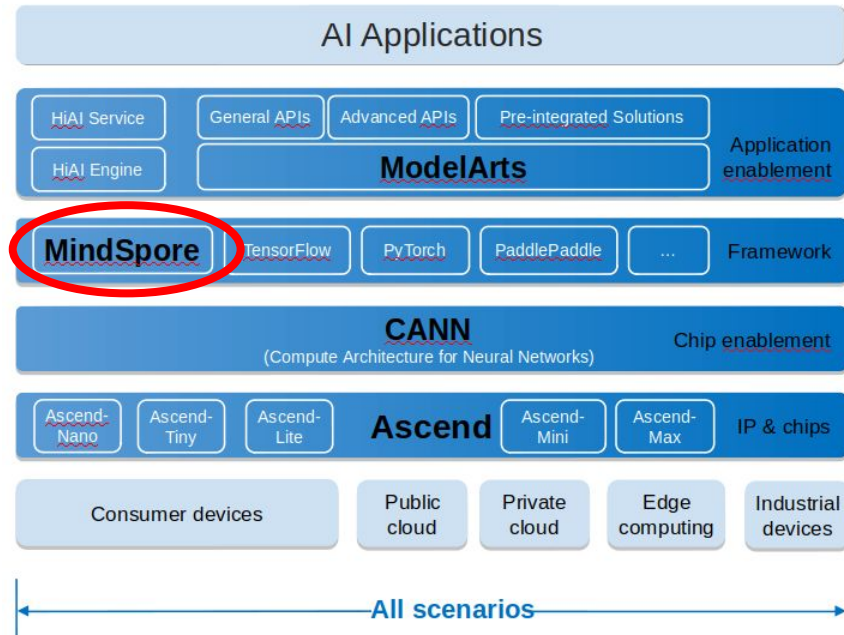 AI Applications
HiAI Service
General APIs
Advanced APIs
Pre-integrated Solutions
HiAI Engine
ModelArts
Application
enablement
MindSpore
TensorFlow
PyTorch
PaddlePaddle
...
Framework
CANN
(Compute Architecture for Neural Networks)
Chip enablement
Ascend-
Nano
Ascend-
Tiny
Ascend-
Lite
Ascend
Ascend-
Mini
Ascend-
Max
IP & chips
Consumer devices
Public
cloud
Private
cloud
Edge
computing
Industrial
devices
All scenarios